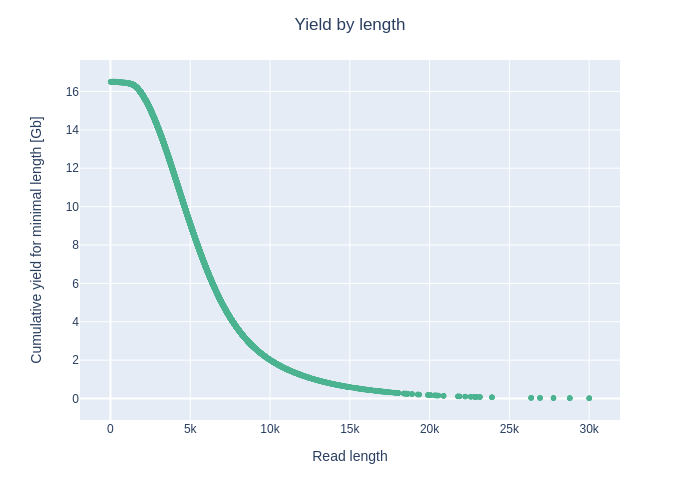 Yield by length
Cumulative yield for minimal length [Gb]
16
14
12
10
8
6
4
2
0
0 5k 10k 15k 20k 25k 30k
Read length